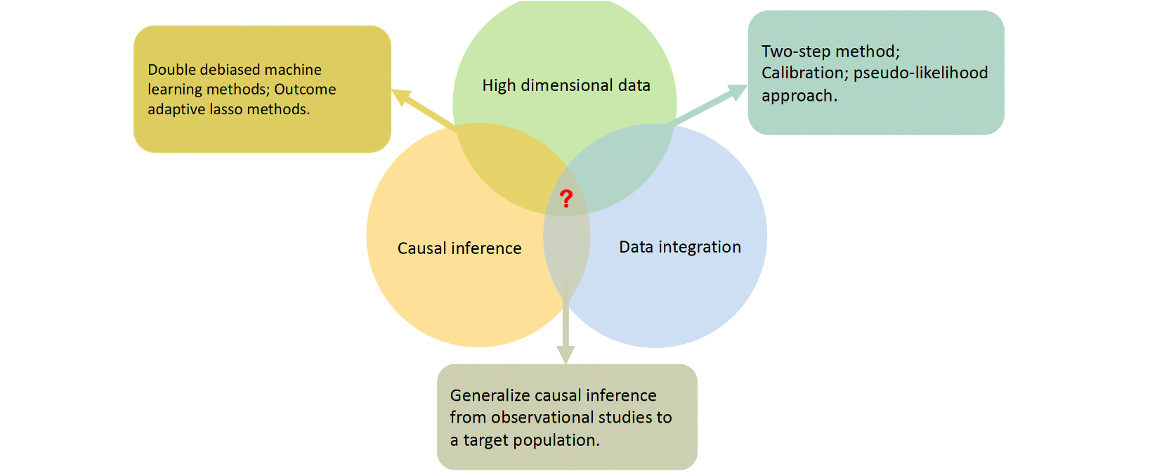 Double debiased machine
learning methods; Outcome
adaptive lasso methods.
High dimensional data
Two-step method;
Calibration; pseudo-likelihood
approach.
?
Causal inference
Data integration
Generalize causal inference
from observational studies to
a target population.